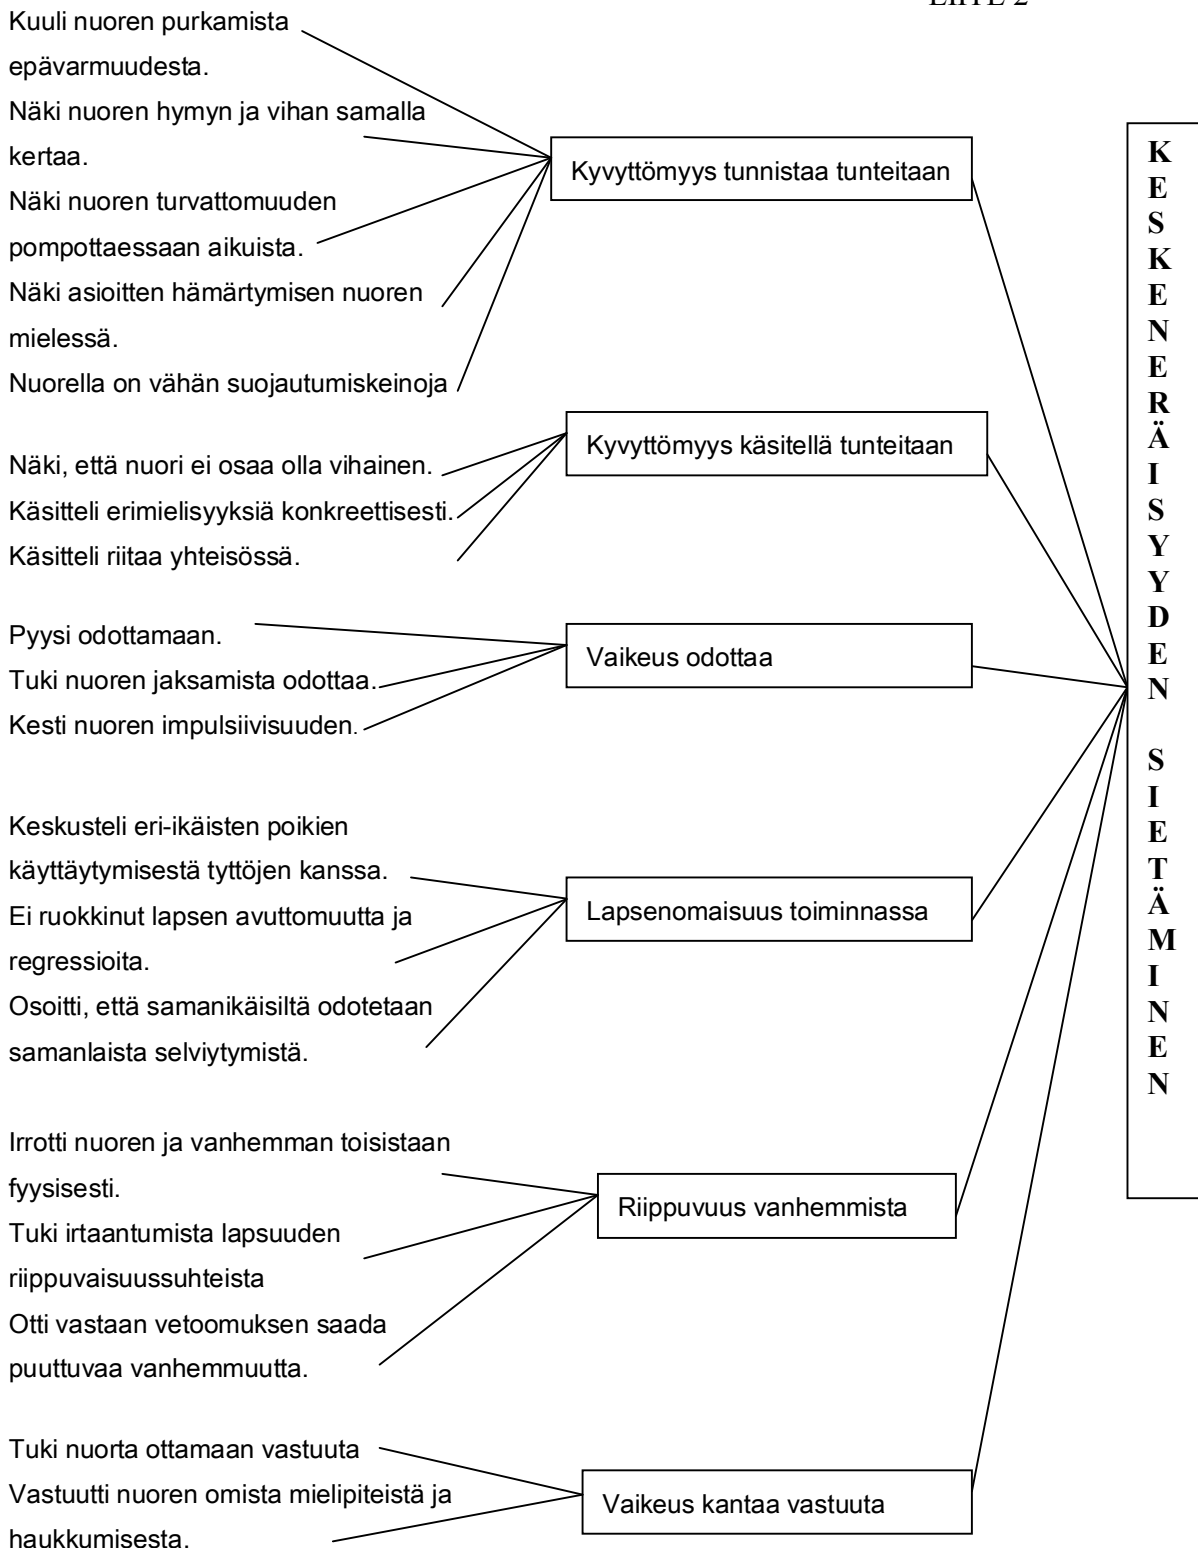 LIITE 2
Kuuli nuoren purkamista
epävarmuudesta.
Näki nuoren hymyn ja vihan samalla
kertaa.
Näki nuoren turvattomuuden
pompottaessaan aikuista.
Näki asioitten hämärtymisen nuoren
mielessä.
Nuorella on vähän suojautumiskeinoja
Kyvyttömyys tunnistaa tunteitaan
Näki, että nuori ei osaa olla vihainen.
Käsitteli erimielisyyksiä konkreettisesti.
Käsitteli riitaa yhteisössä.
Kyvyttömyys käsitellä tunteitaan
Pyysi odottamaan.
Tuki nuoren jaksamista odottaa.
Kesti nuoren impulsiivisuuden.
Vaikeus odottaa
Keskusteli eri-ikäisten poikien
käyttäytymisestä tyttöjen kanssa.
Ei ruokkinut lapsen avuttomuutta ja
regressioita.
Osoitti, että samanikäisiltä odotetaan
samanlaista selviytymistä.
Lapsenomaisuus toiminnassa
Irrotti nuoren ja vanhemman toisistaan
fyysisesti.
Tuki irtaantumista lapsuuden
riippuvaisuussuhteista
Otti vastaan vetoomuksen saada
puuttuvaa vanhemmuutta.
Riippuvuus vanhemmista
Tuki nuorta ottamaan vastuuta
Vastuutti nuoren omista mielipiteistä ja
haukkumisesta.
Vaikeus kantaa vastuuta
KESKENERÄISYYDEN SIETÄMINEN